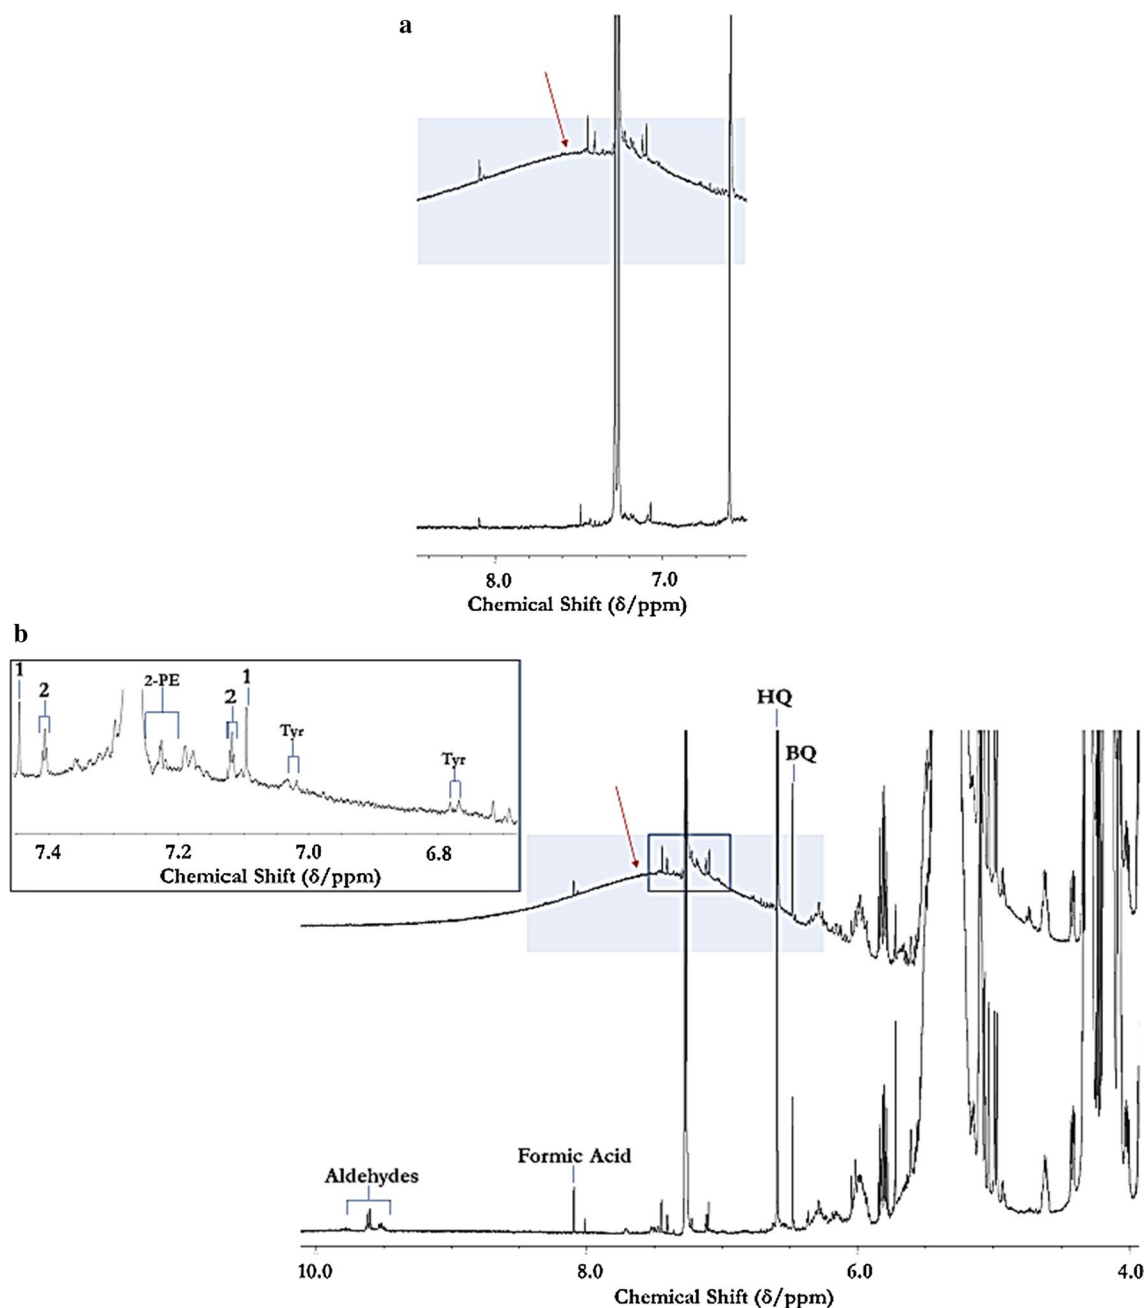 a
8.0 7.0
Chemical Shift (δ/ppm)
b
1 2 2-PE 2 1 Tyr Tyr
7.4 7.2 7.0 6.8
Chemical Shift (δ/ppm)
HQ
BQ
Aldehydes
Formic Acid
10.0 8.0 6.0 4.0
Chemical Shift (δ/ppm)